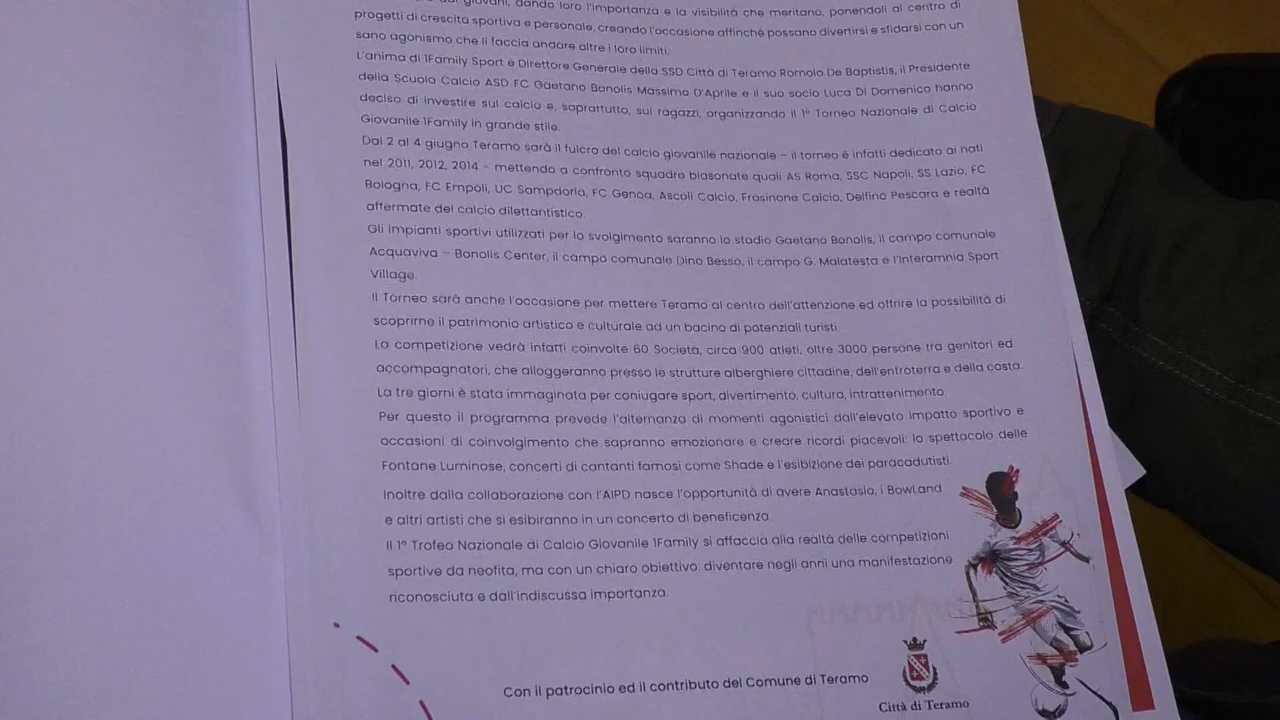 giovani, dando loro l'importanza e la visibilità che meritano, ponendoli al centro di
progetti di crescita sportiva e personale, creando l'occasione affinché possano divertirsi e sfidarsi con un
sano agonismo che li faccia andare oltre i loro limiti.
L'anima di 1Family Sport e Direttore Generale della SSD Città di Teramo Romolo De Baptistis, il Presidente
della Scuola Calcio ASD FC Gaetano Bonolis Massimo D'Aprile e il suo socio Luca Di Domenico hanno
deciso di investire sul calcio e, soprattutto, sui ragazzi, organizzando il 1° Torneo Nazionale di Calcio
Giovanile 1Family in grande stile.
Dal 2 al 4 giugno Teramo sarà il fulcro del calcio giovanile nazionale – il torneo è infatti dedicato ai nati
nel 2011, 2012, 2014 – mettendo a confronto squadre blasonate quali AS Roma, SSC Napoli, SS Lazio, FC
Bologna, FC Empoli, UC Sampdoria, FC Genoa, Ascoli Calcio, Frosinone Calcio, Delfino Pescara e realtà
affermate del calcio dilettantistico.
Gli impianti sportivi utilizzati per lo svolgimento saranno lo stadio Gaetano Bonolis, il campo comunale
Acquaviva – Bonolis Center, il campo comunale Dino Besso, il campo G. Malatesta e l'Interamnia Sport
Village.
Il Torneo sarà anche l'occasione per mettere Teramo al centro dell'attenzione ed offrire la possibilità di
scoprirne il patrimonio artistico e culturale ad un bacino di potenziali turisti.
La competizione vedrà infatti coinvolte 60 Società, circa 900 atleti, oltre 3000 persone tra genitori ed
accompagnatori, che alloggeranno presso le strutture alberghiere cittadine, dell'entroterra e della costa.
La tre giorni è stata immaginata per coniugare sport, divertimento, cultura, intrattenimento.
Per questo il programma prevede l'alternanza di momenti agonistici dall'elevato impatto sportivo e
occasioni di coinvolgimento che sapranno emozionare e creare ricordi piacevoli: lo spettacolo delle
Fontane Luminose, concerti di cantanti famosi come Shade e l'esibizione dei paracadutisti.
Inoltre dalla collaborazione con l'AIPD nasce l'opportunità di avere Anastasio, i BowLand
e altri artisti che si esibiranno in un concerto di beneficenza.
Il 1° Trofeo Nazionale di Calcio Giovanile 1Family si affaccia alla realtà delle competizioni
sportive da neofita, ma con un chiaro obiettivo: diventare negli anni una manifestazione
riconosciuta e dall'indiscussa importanza.
Con il patrocinio ed il contributo del Comune di Teramo
Città di Teramo